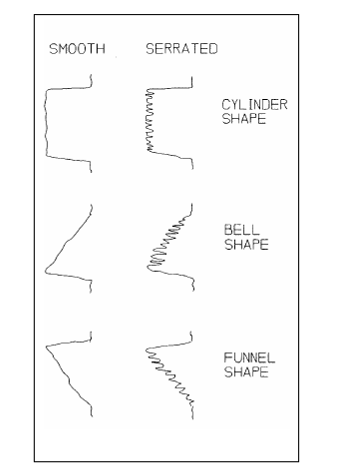 SMOOTH SERRATED
CYLINDER
SHAPE
BELL
SHAPE
FUNNEL
SHAPE